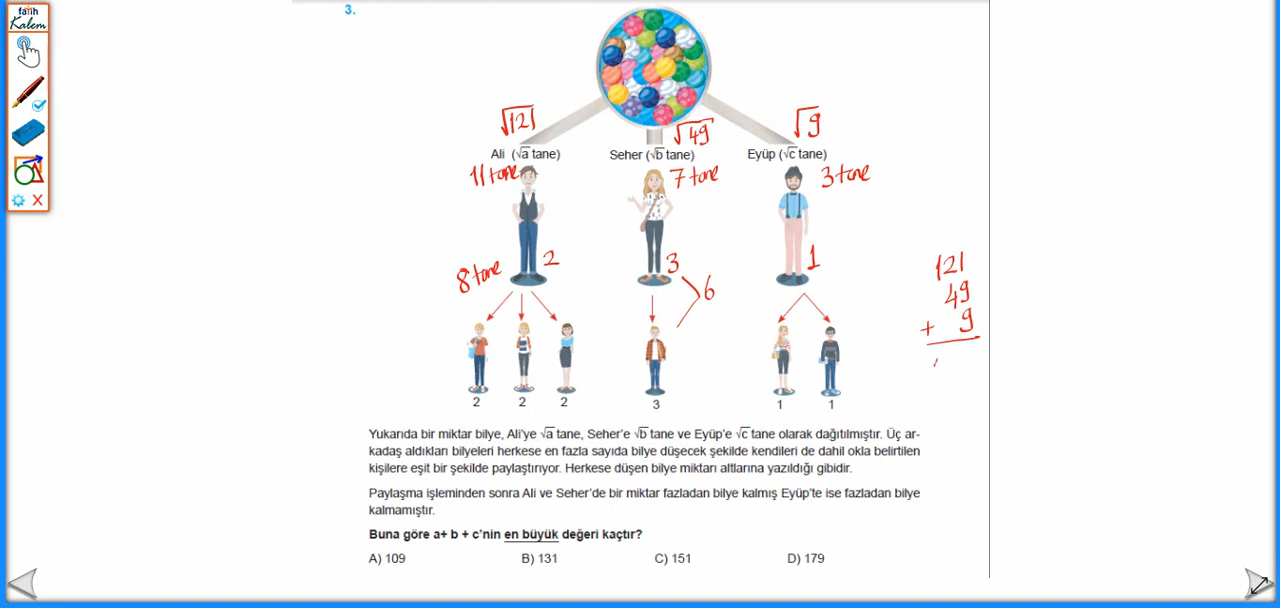 fatih
Kalem
3.
√121
√49
√9
Ali (√a tane)
Seher (√b tane)
Eyüp (√c tane)
11 tane
7 tane
3 tane
8 tane
2
3
1
6
121
49
+ 9
2 2 2 3 1 1
Yukarıda bir miktar bilye, Ali'ye √a tane, Seher'e √b tane ve Eyüp'e √c tane olarak dağıtılmıştır. Üç ar-
kadaş aldıkları bilyeleri herkese en fazla sayıda bilye düşecek şekilde kendileri de dahil okla belirtilen
kişilere eşit bir şekilde paylaştırıyor. Herkese düşen bilye miktarı altlarına yazıldığı gibidir.
Paylaşma işleminden sonra Ali ve Seher'de bir miktar fazladan bilye kalmış Eyüp'te ise fazladan bilye
kalmamıştır.
Buna göre a+ b + c'nin en büyük değeri kaçtır?
A) 109 B) 131 C) 151 D) 179